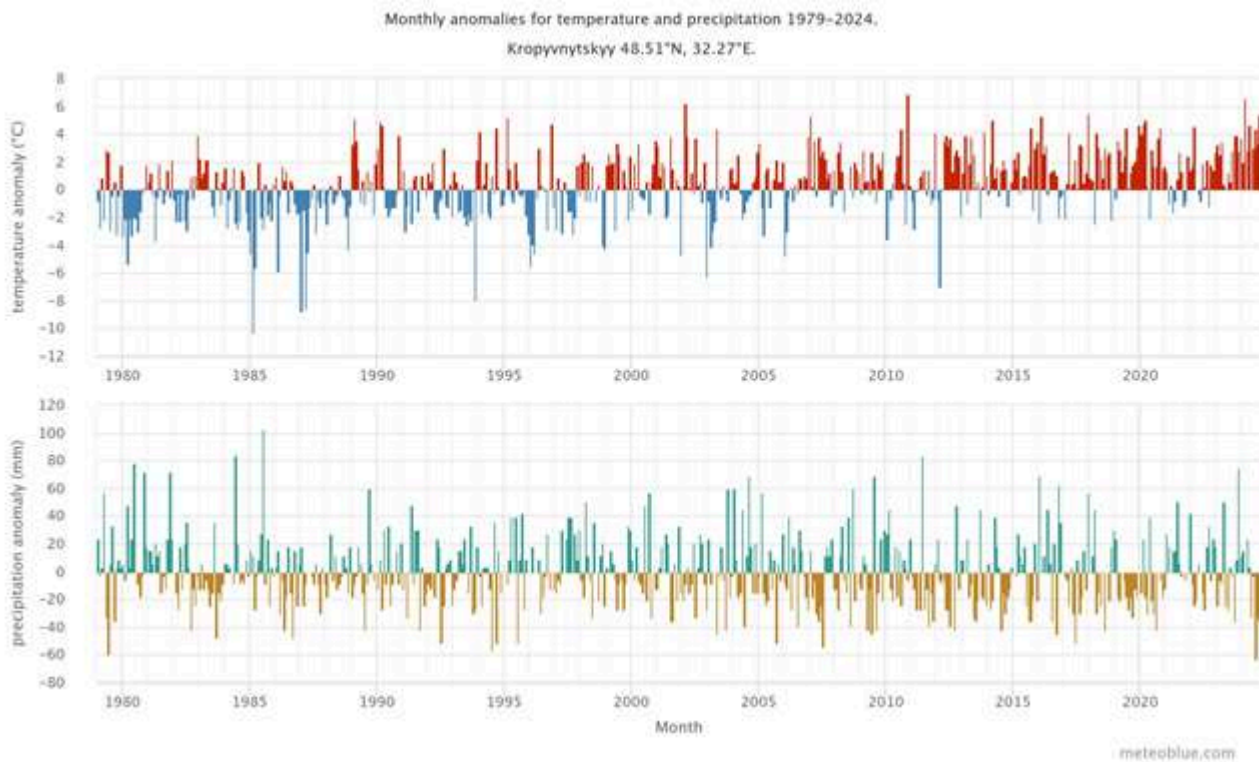 Monthly anomalies for temperature and precipitation 1979-2024.
Kropyvnytskyy 48.51°N, 32.27°E.
temperature anomaly (°C)
8
6
4
2
0
-2
-4
-6
-8
-10
-12
1980 1985 1990 1995 2000 2005 2010 2015 2020
precipitation anomaly (mm)
120
100
80
60
40
20
0
-20
-40
-60
-80
1980 1985 1990 1995 2000 2005 2010 2015 2020
Month
meteoblue.com